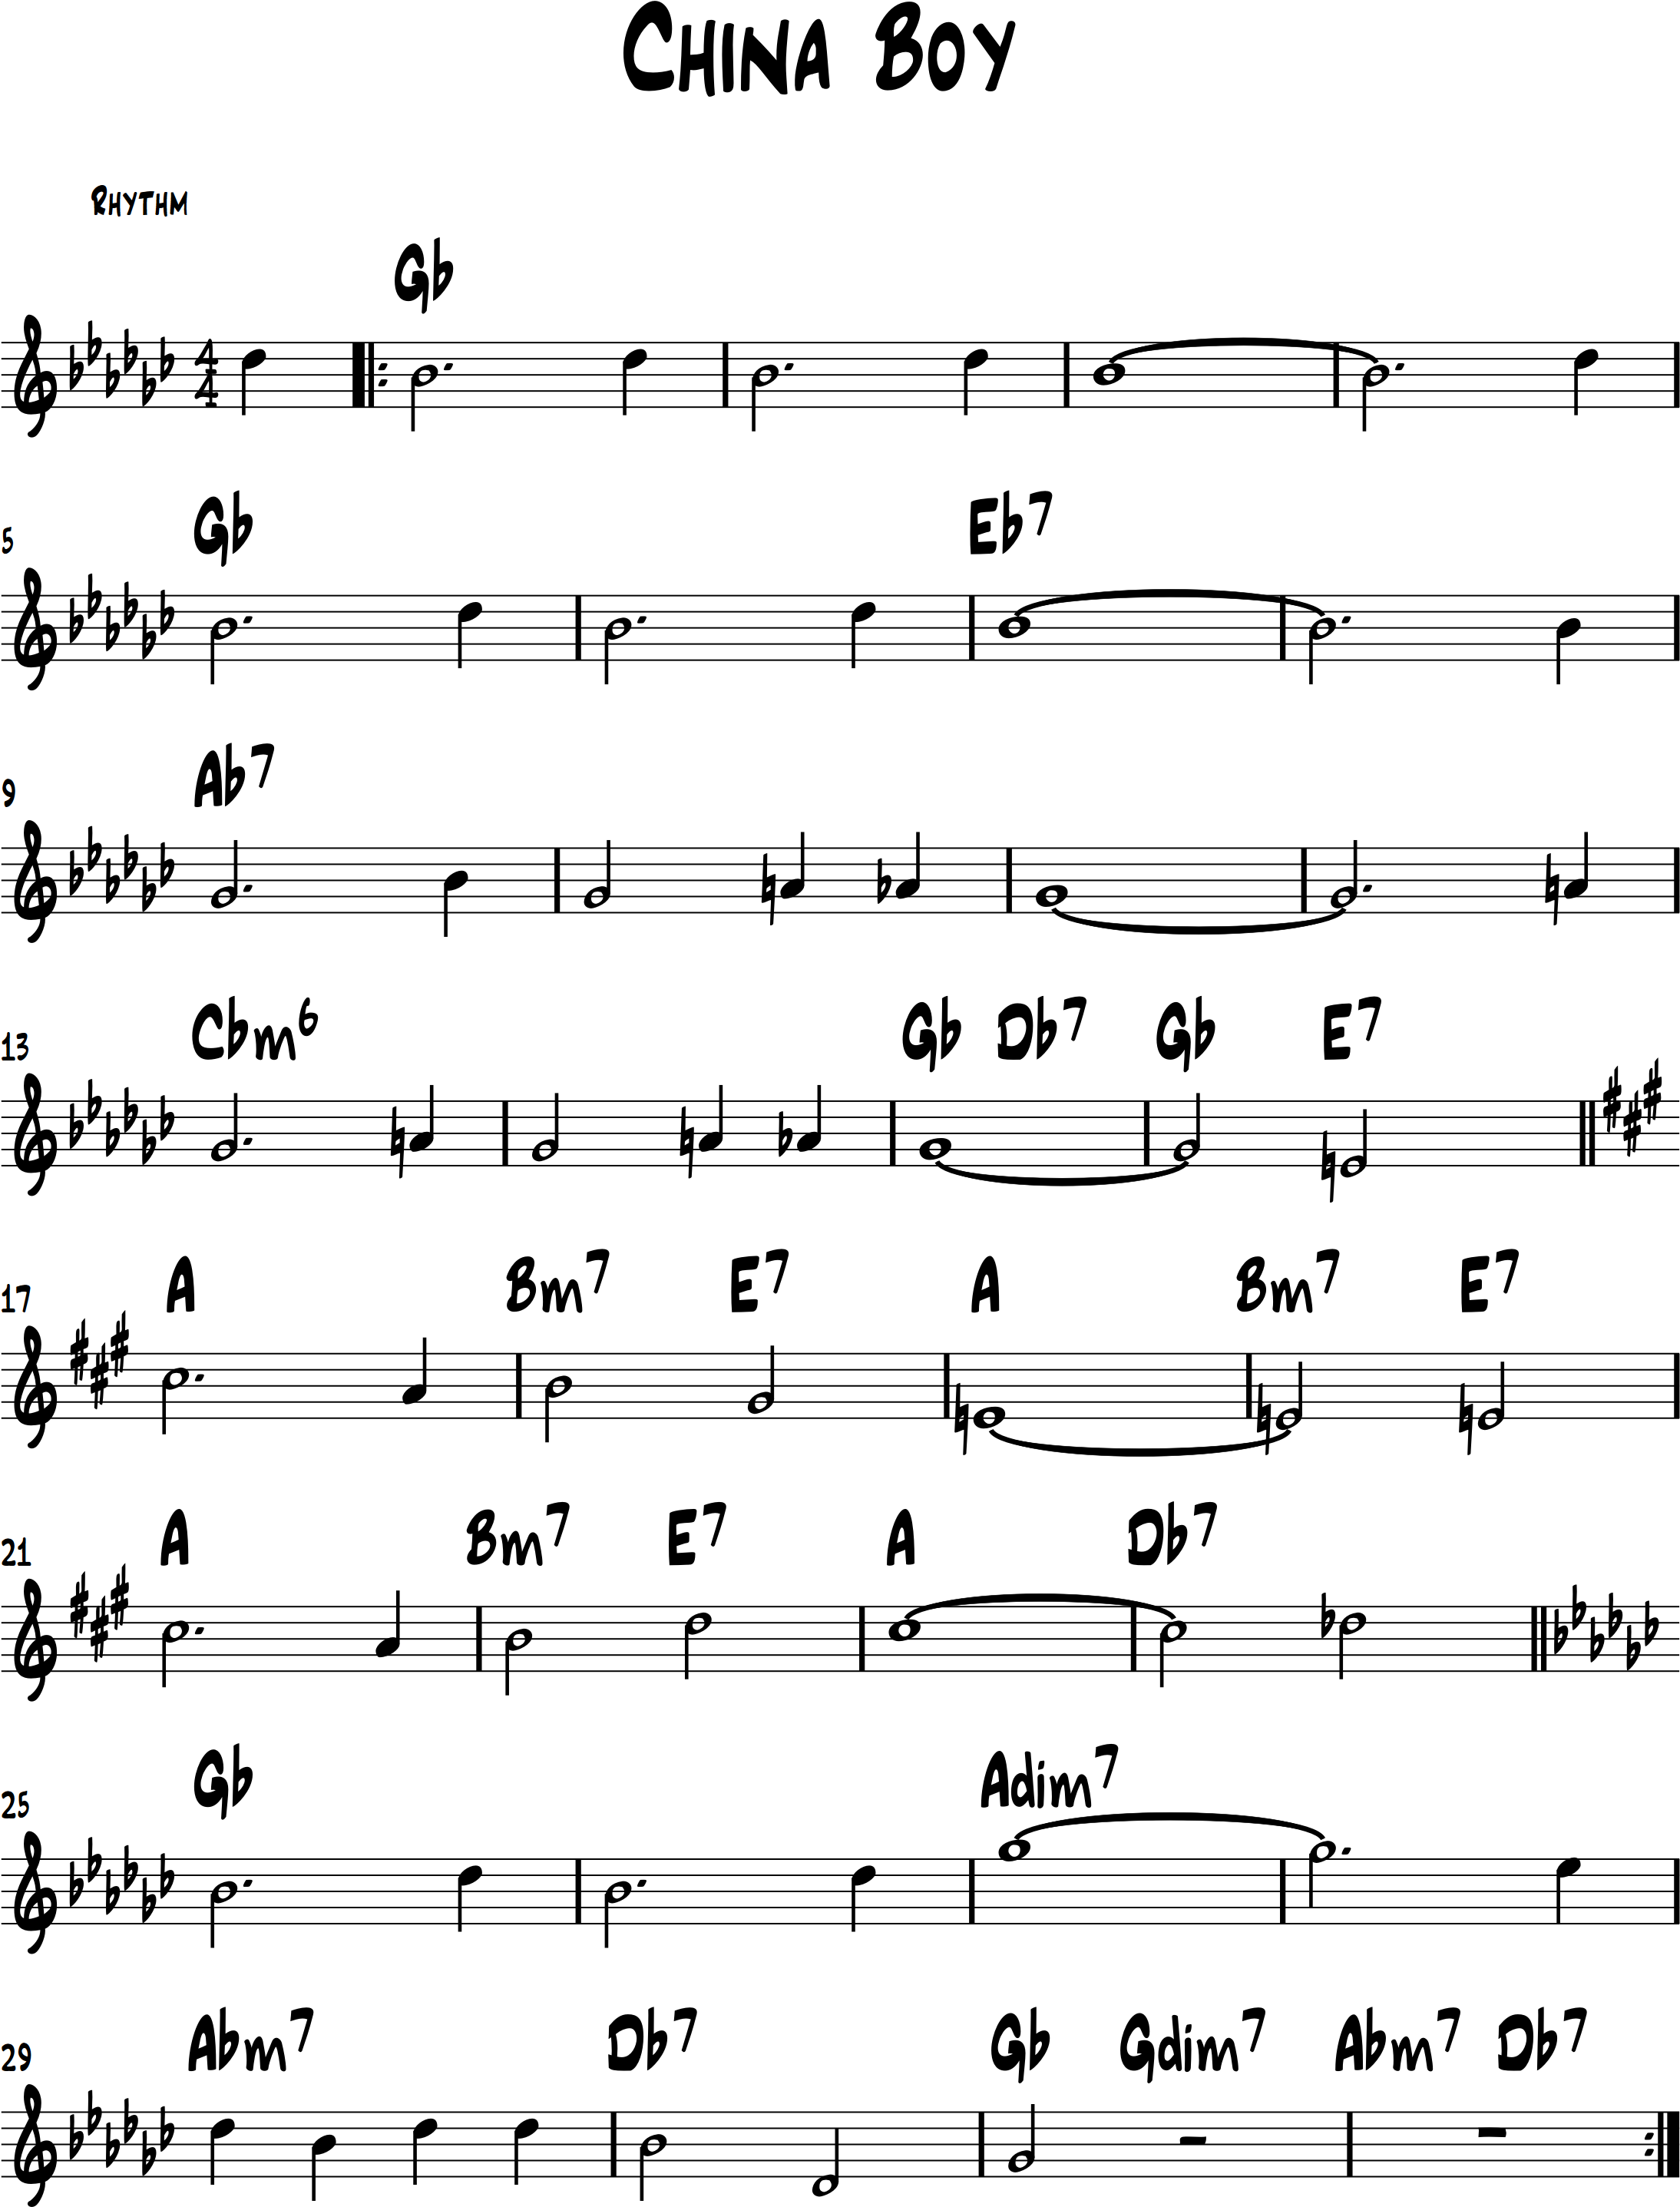 China Boy
Rhythm
Gb
4
4
Gb Eb7
5
Ab7
9
Cbm6 Gb Db7 Gb E7
13
A Bm7 E7 A Bm7 E7
17
A Bm7 E7 A Db7
21
Gb Adim7
25
Abm7 Db7 Gb Gdim7 Abm7 Db7
29